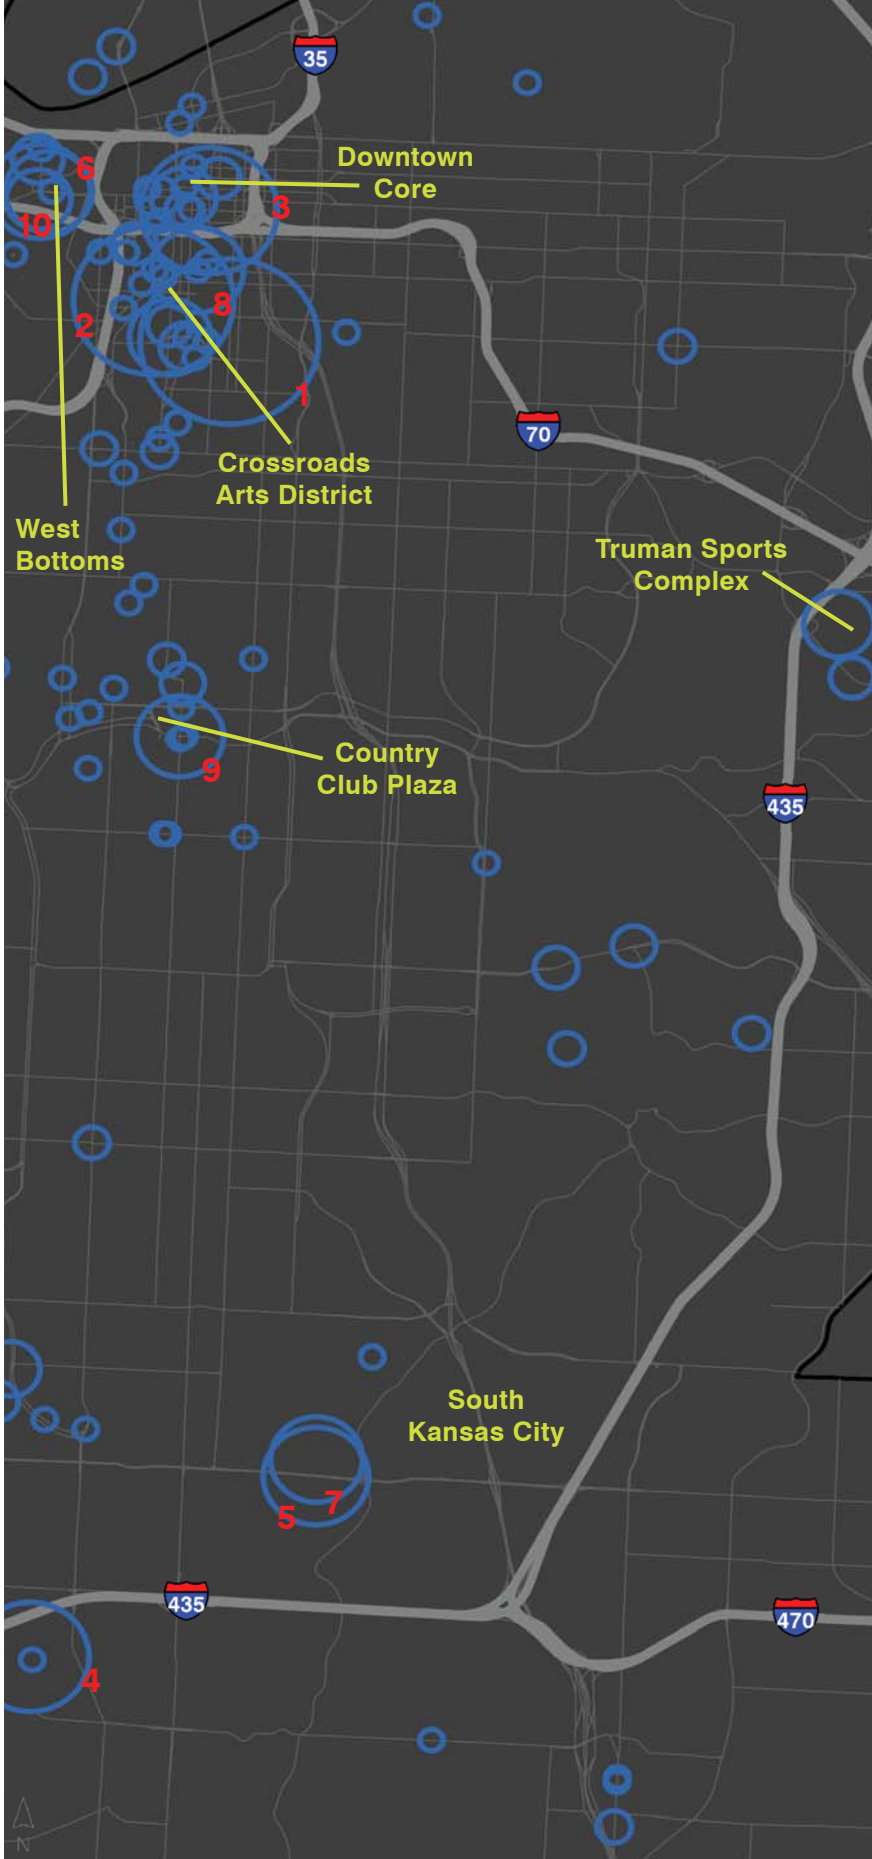 35
Downtown
Core
6
3
10
8
2
1
70
Crossroads
Arts District
West
Bottoms
Truman Sports
Complex
Country
Club Plaza
9
435
South
Kansas City
7
5
435
470
4
N